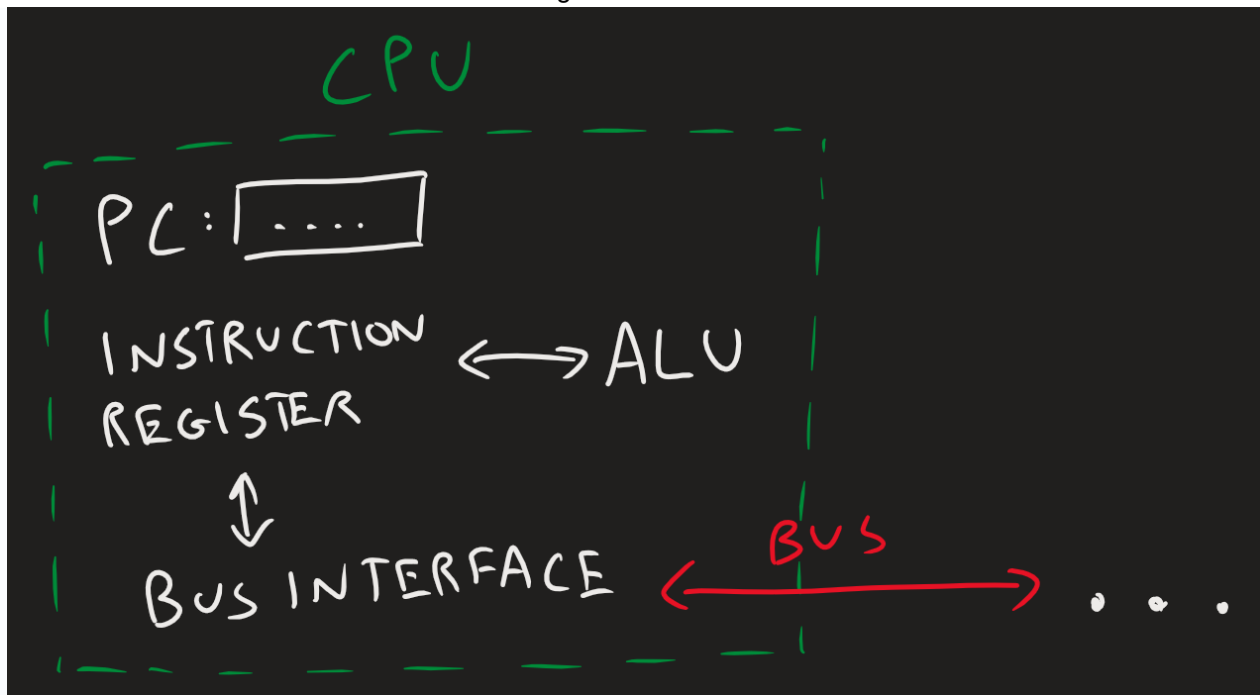 CPU
PC: ....
INSTRUCTION
REGISTER
ALU
BUS INTERFACE
BUS
...